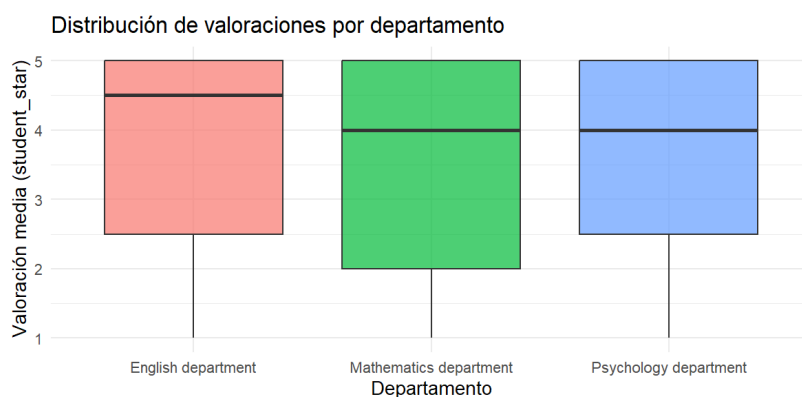 Distribución de valoraciones por departamento
Valoración media (student_star)
5
4
3
2
1
English department
Mathematics department
Psychology department
Departamento